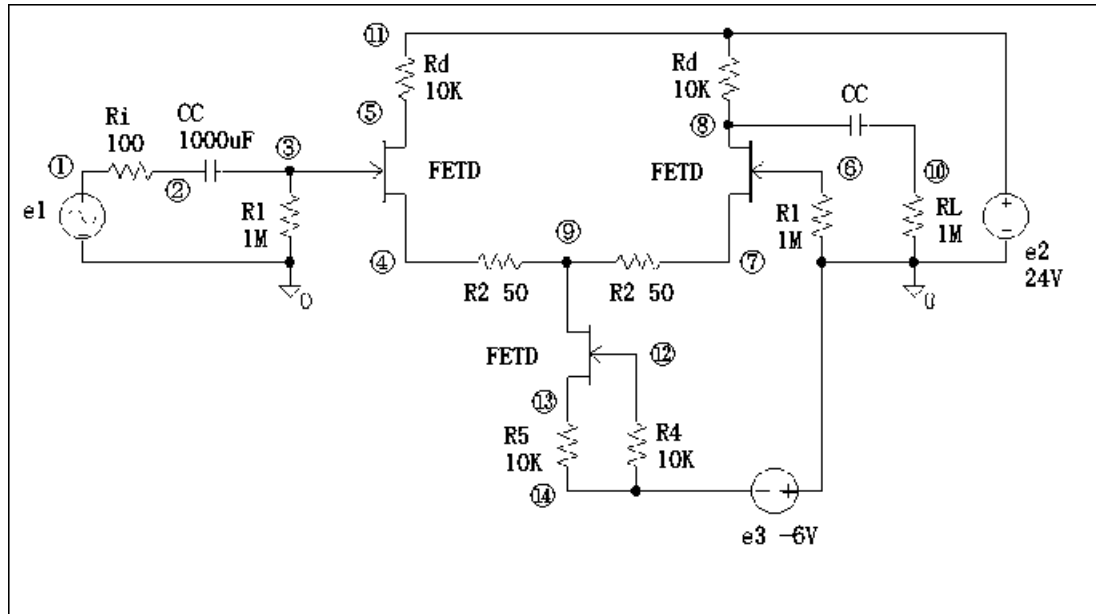 ⑪
Rd
10K
Rd
10K
CC
Ri
100
CC
1000uF
⑤
⑧
①
②
③
FETD
FETD
⑥
⑩
e1
R1
1M
R1
1M
RL
1M
④
⑨
⑦
e2
24V
0
R2 50
R2 50
0
FETD
⑫
⑬
R5
10K
R4
10K
⑭
e3 -6V